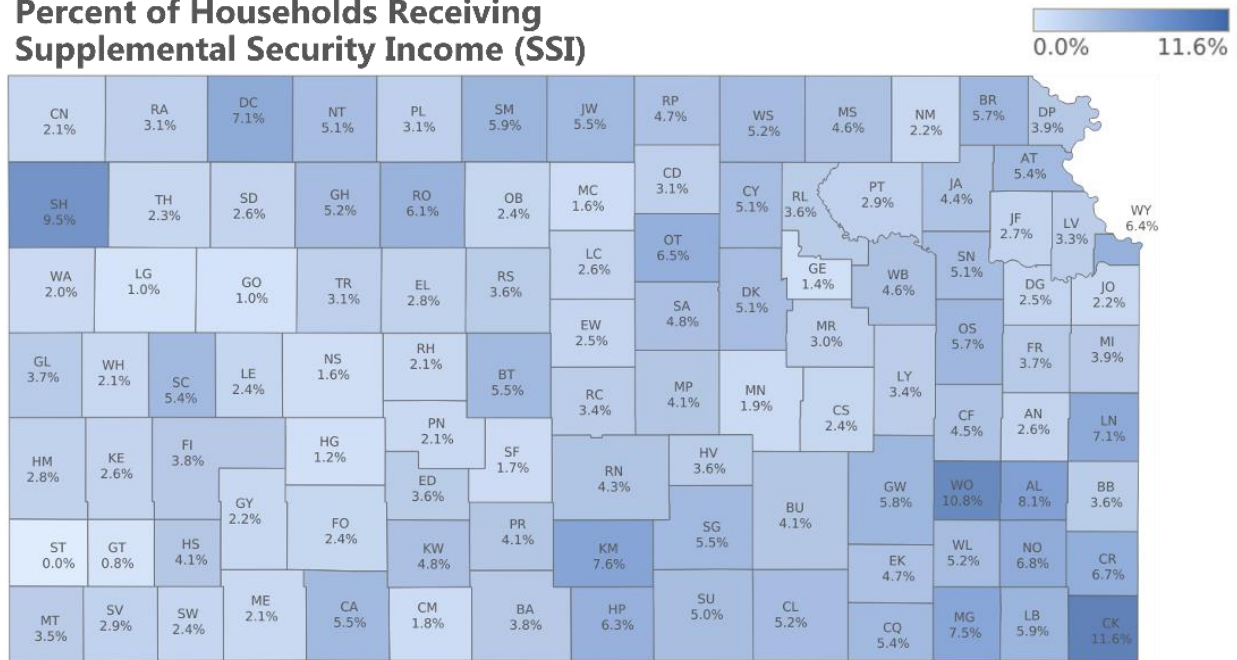 Percent of Households Receiving
Supplemental Security Income (SSI)
0.0% 11.6%
CN
2.1%
RA
3.1%
DC
7.1%
NT
5.1%
PL
3.1%
SM
5.9%
JW
5.5%
RP
4.7%
WS
5.2%
MS
4.6%
NM
2.2%
BR
5.7%
DP
3.9%
AT
5.4%
SH
9.5%
TH
2.3%
SD
2.6%
GH
5.2%
RO
6.1%
OB
2.4%
MC
1.6%
CD
3.1%
CY
5.1%
RL
3.6%
PT
2.9%
JA
4.4%
JF
2.7%
LV
3.3%
WY
6.4%
WA
2.0%
LG
1.0%
GO
1.0%
TR
3.1%
EL
2.8%
RS
3.6%
LC
2.6%
OT
6.5%
SA
4.8%
DK
5.1%
GE
1.4%
WB
4.6%
SN
5.1%
DG
2.5%
JO
2.2%
GL
3.7%
WH
2.1%
SC
5.4%
LE
2.4%
NS
1.6%
RH
2.1%
BT
5.5%
EW
2.5%
RC
3.4%
MP
4.1%
MR
3.0%
MN
1.9%
CS
2.4%
LY
3.4%
OS
5.7%
FR
3.7%
MI
3.9%
CF
4.5%
AN
2.6%
LN
7.1%
HM
2.8%
KE
2.6%
FI
3.8%
GY
2.2%
HG
1.2%
PN
2.1%
ED
3.6%
SF
1.7%
RN
4.3%
HV
3.6%
BU
4.1%
GW
5.8%
WO
10.8%
AL
8.1%
BB
3.6%
ST
0.0%
GT
0.8%
HS
4.1%
FO
2.4%
KW
4.8%
PR
4.1%
KM
7.6%
SG
5.5%
EK
4.7%
WL
5.2%
NO
6.8%
CR
6.7%
MT
3.5%
SV
2.9%
SW
2.4%
ME
2.1%
CA
5.5%
CM
1.8%
BA
3.8%
HP
6.3%
SU
5.0%
CL
5.2%
CQ
5.4%
MG
7.5%
LB
5.9%
CK
11.6%